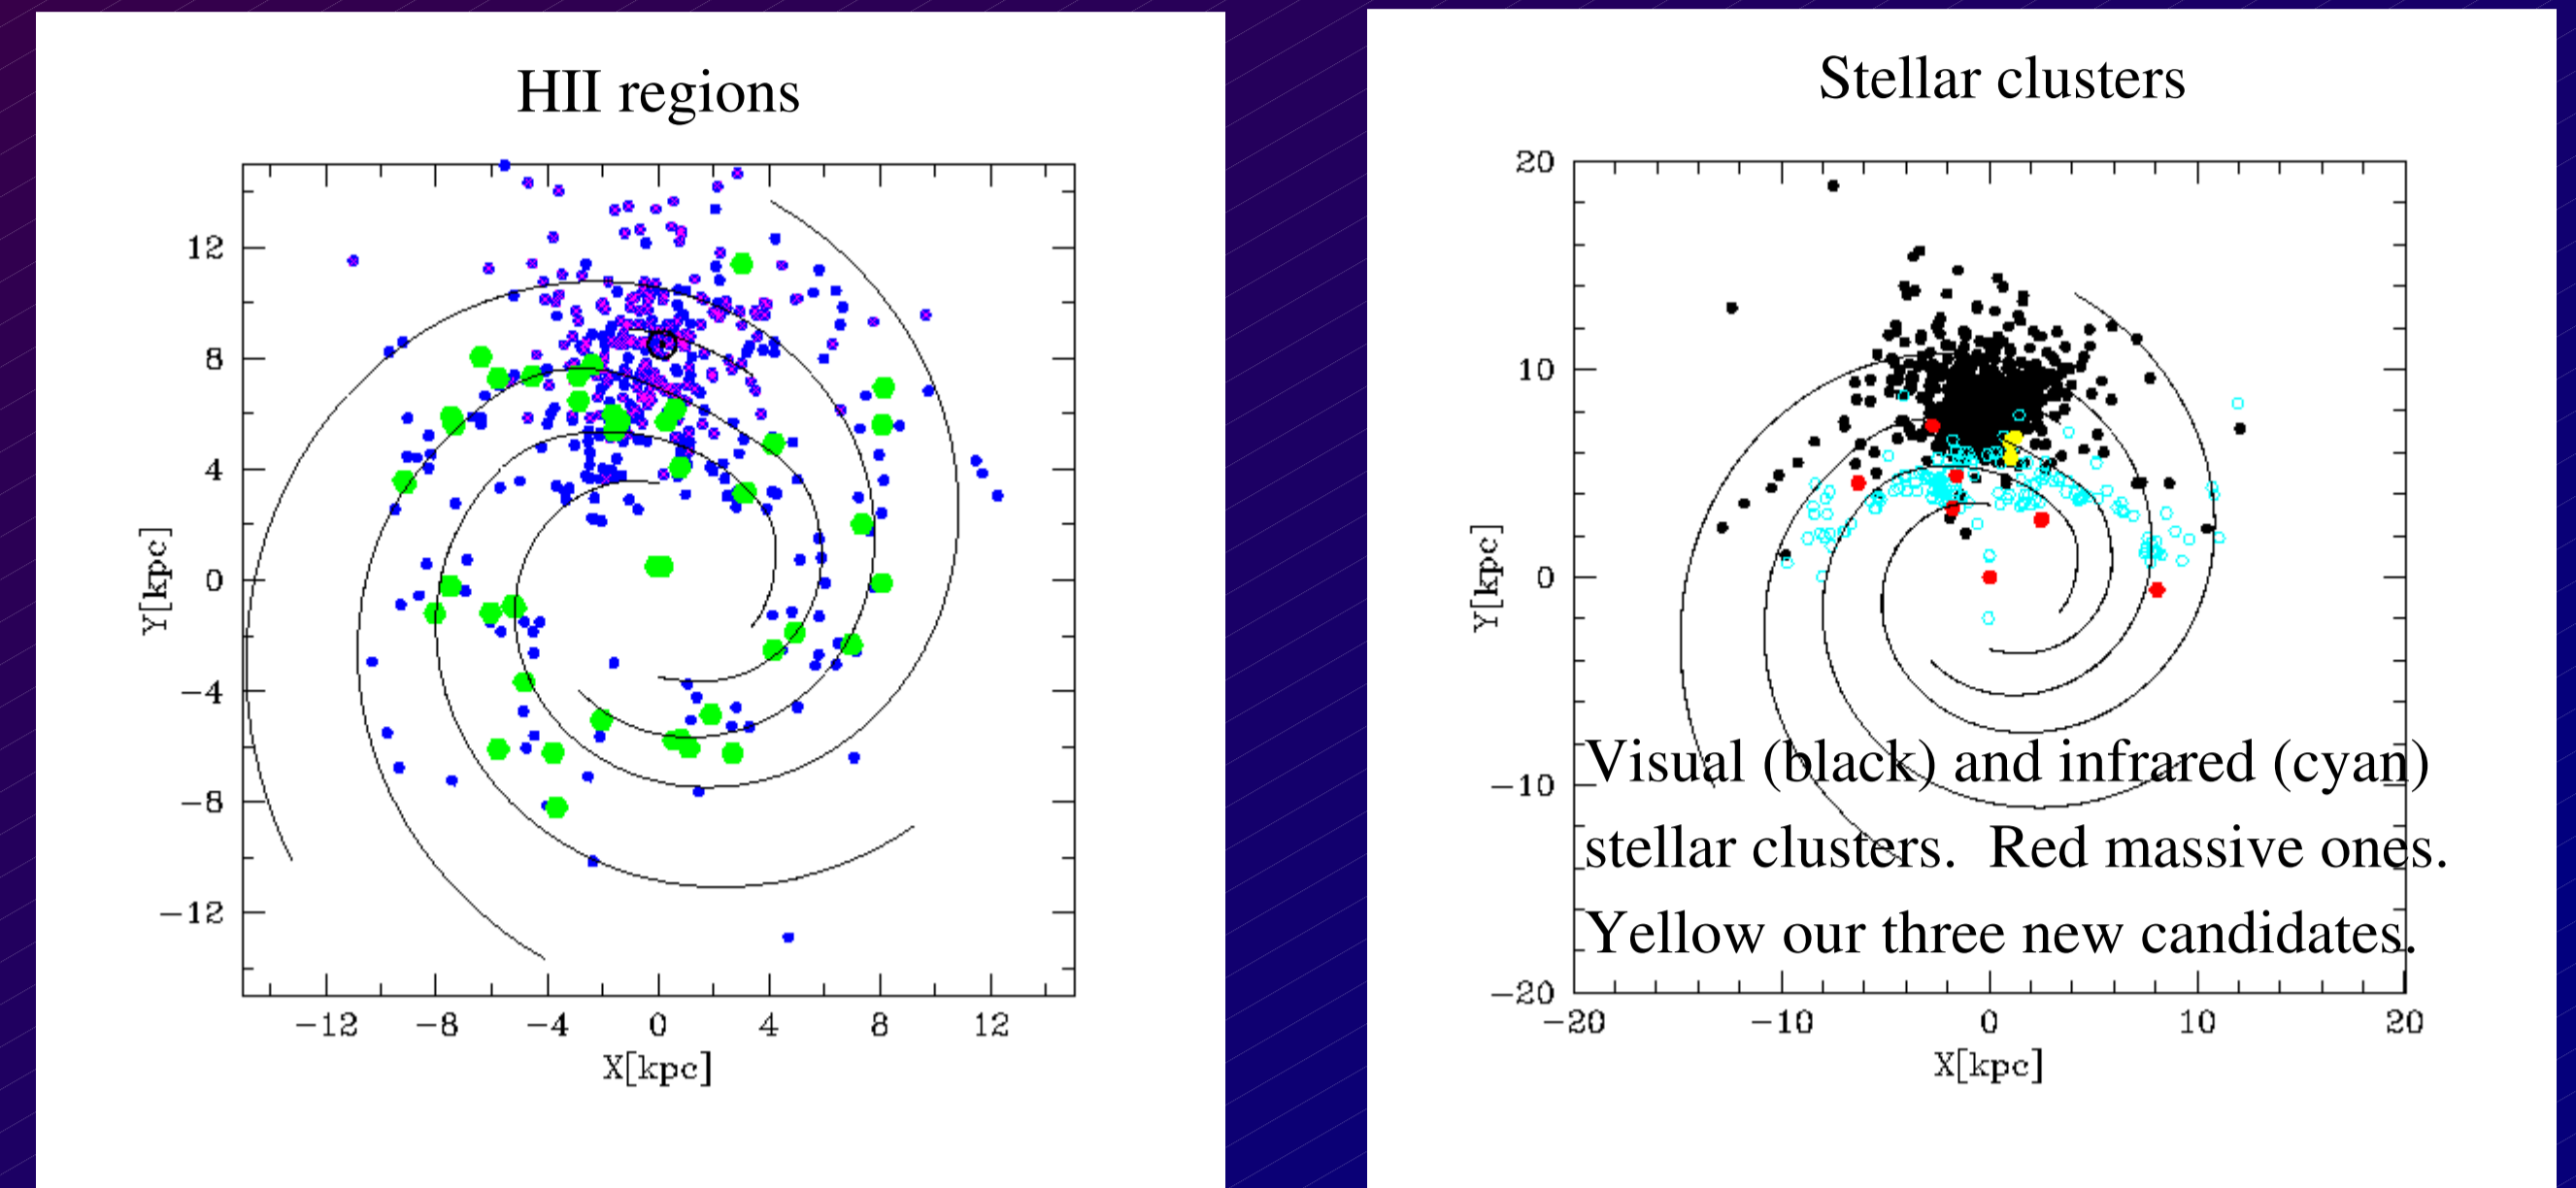 HII regions
12
8
4
0
−4
−8
−12
Y[kpc]
−12 −8 −4 0 4 8 12
X[kpc]
Stellar clusters
20
10
0
−10
−20
Y[kpc]
Visual (black) and infrared (cyan)
stellar clusters. Red massive ones.
Yellow our three new candidates.
−20 −10 0 10 20
X[kpc]